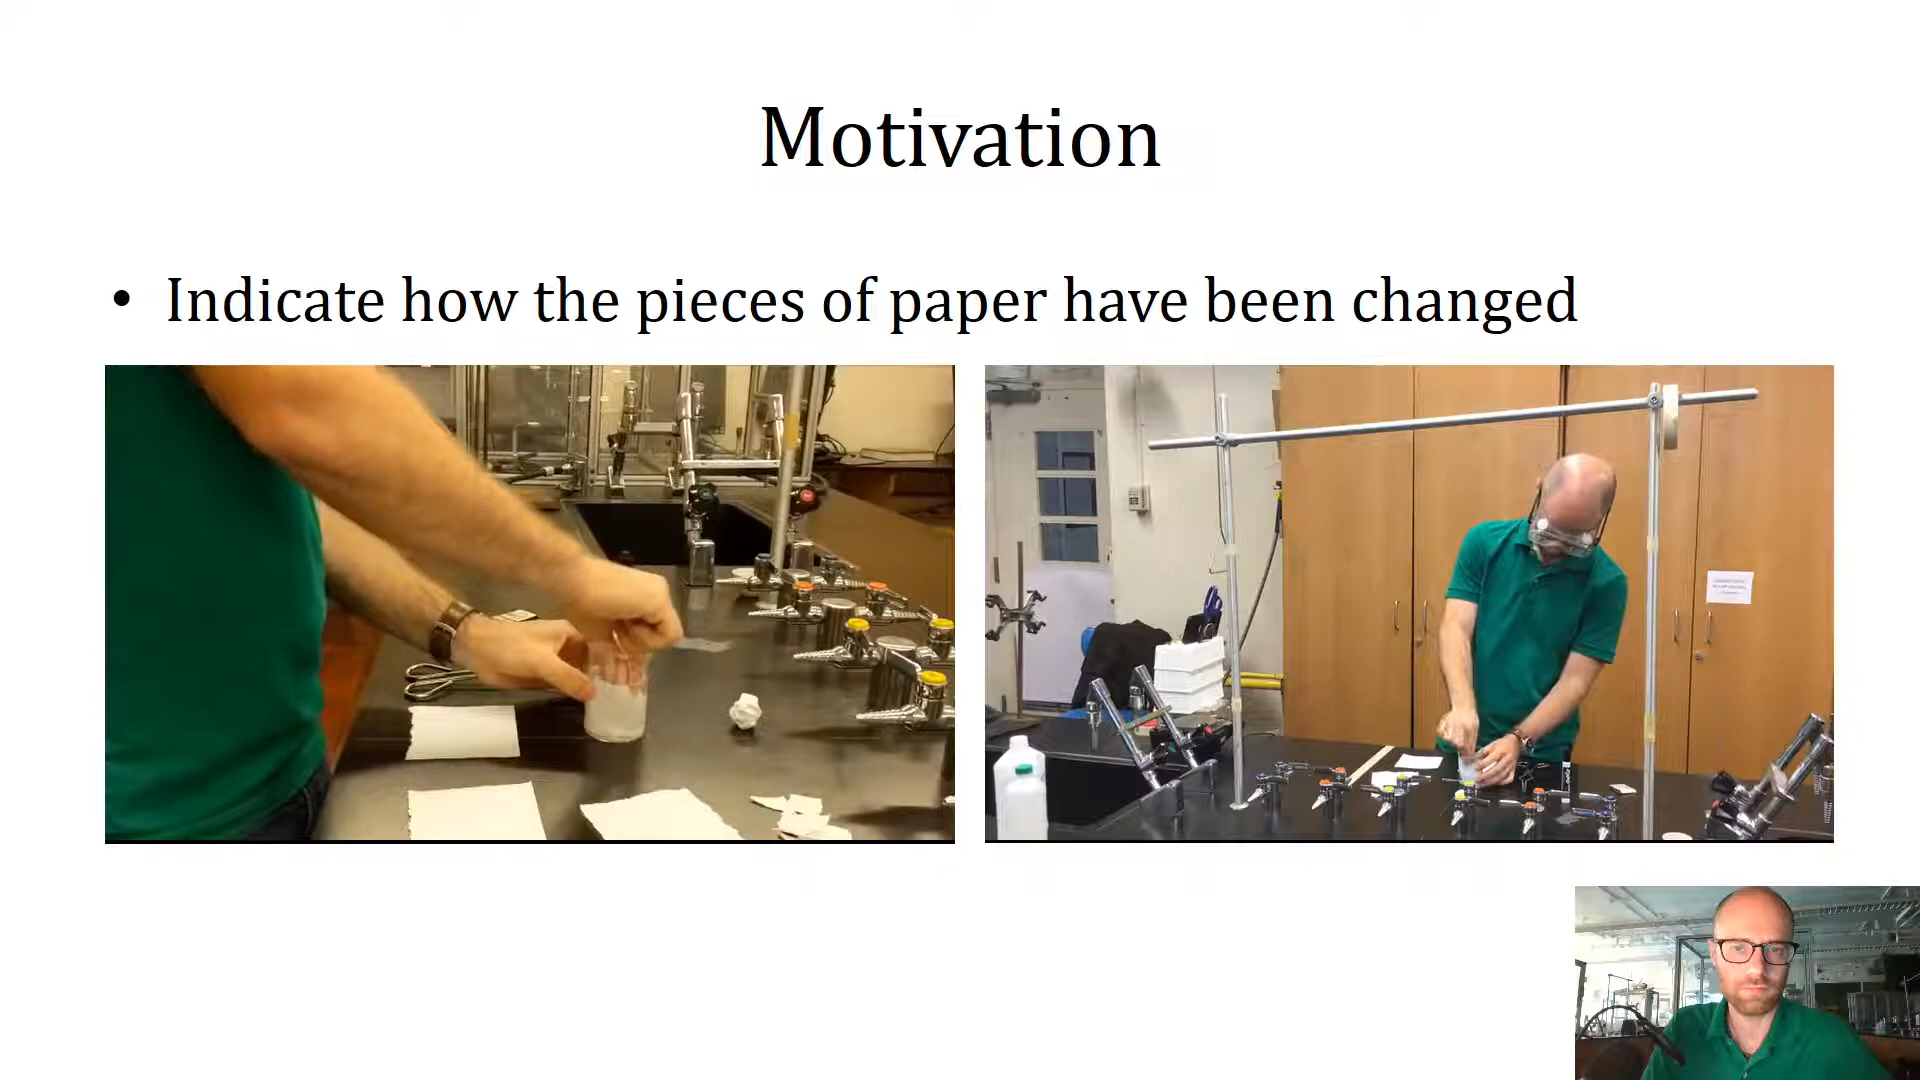 Motivation
• Indicate how the pieces of paper have been changed